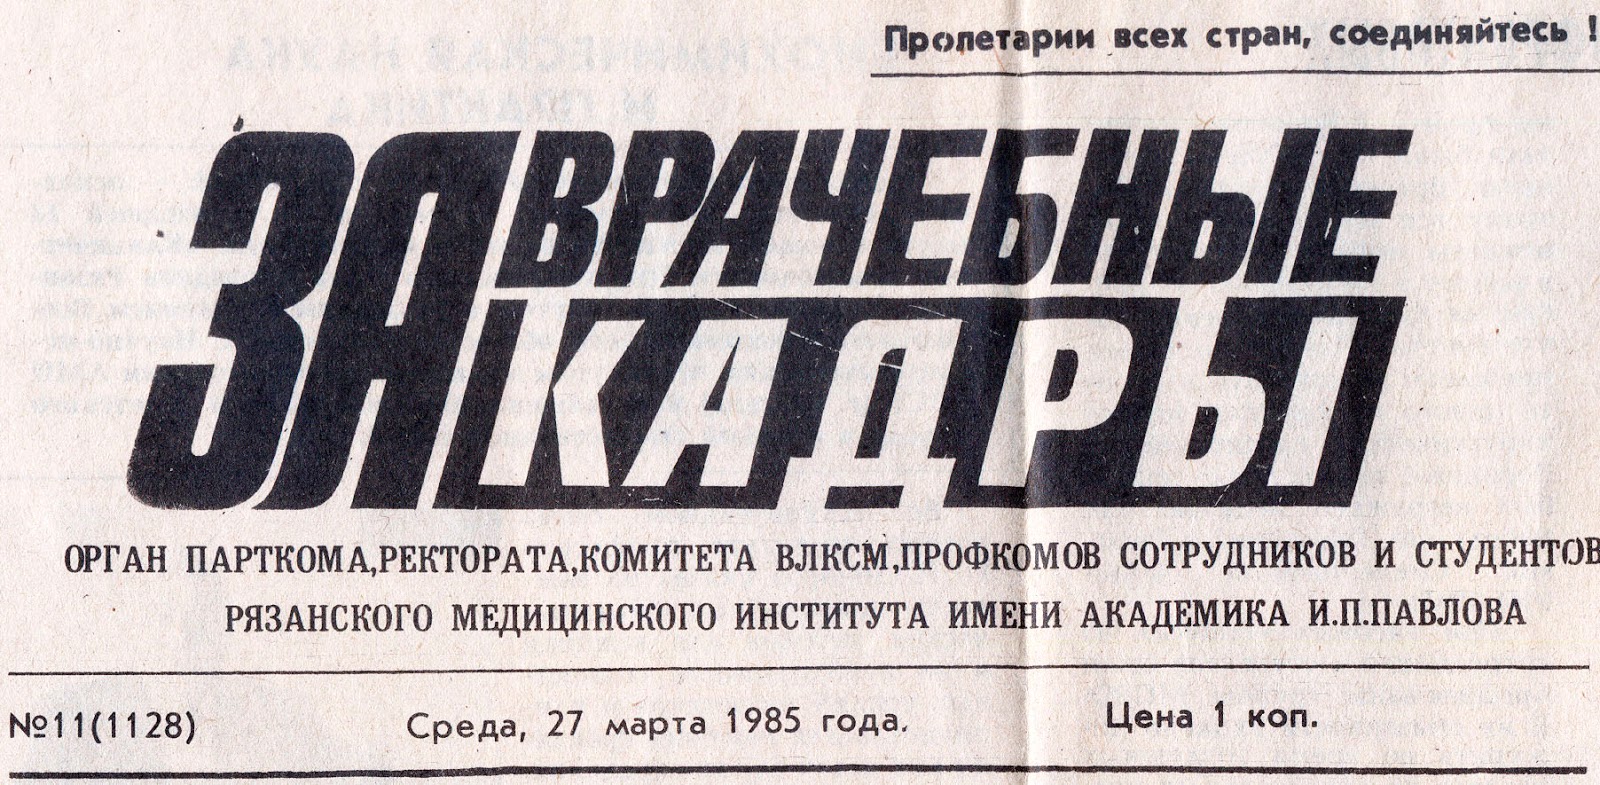 Пролетарии всех стран, соединяйтесь !
ЗА ВРАЧЕБНЫЕ
КАДРЫ
ОРГАН ПАРТКОМА,РЕКТОРАТА,КОМИТЕТА ВЛКСМ,ПРОФКОМОВ СОТРУДНИКОВ И СТУДЕНТОВ
РЯЗАНСКОГО МЕДИЦИНСКОГО ИНСТИТУТА ИМЕНИ АКАДЕМИКА И.П.ПАВЛОВА
№11(1128) Среда, 27 марта 1985 года. Цена 1 коп.